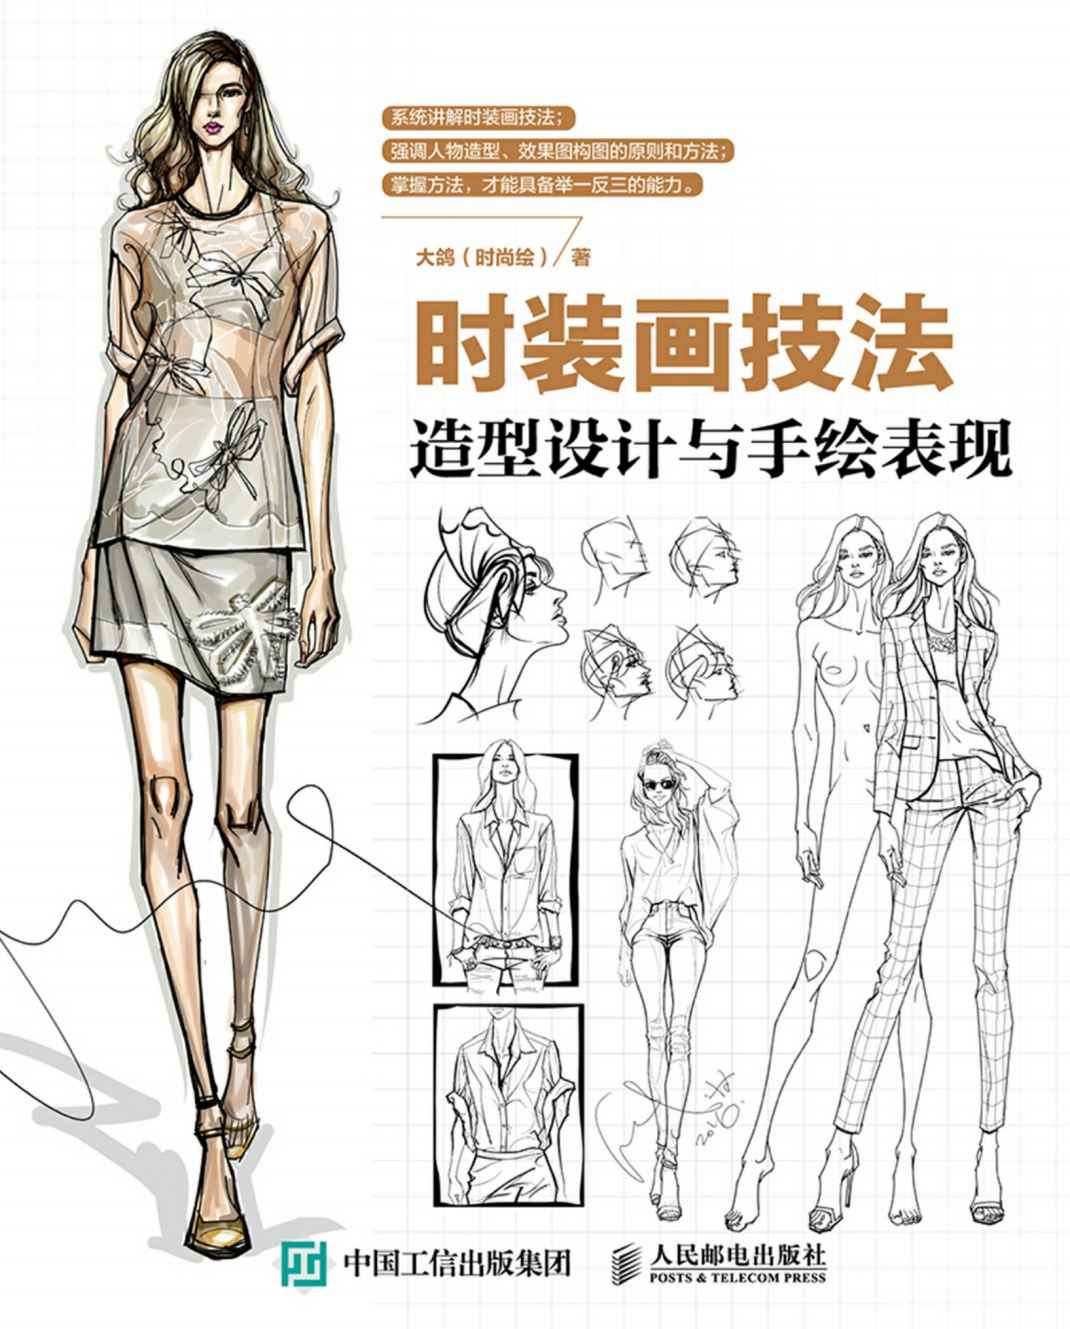 系统讲解时装画技法；
强调人物造型、效果图构图的原则和方法；
掌握方法，才能具备举一反三的能力。
大鸽（时尚绘）/ 著
时装画技法
造型设计与手绘表现
中国工信出版集团
人民邮电出版社
POSTS & TELECOM PRESS